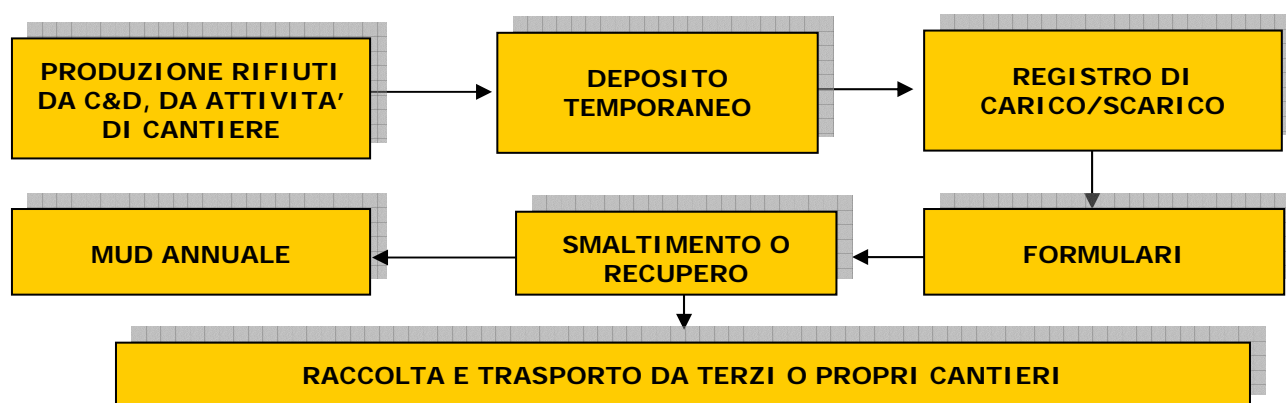 PRODUZIONE RIFIUTI
DA C&D, DA ATTIVITA’
DI CANTIERE
DEPOSITO
TEMPORANEO
REGISTRO DI
CARICO/SCARICO
FORMULARI
SMALTIMENTO O
RECUPERO
MUD ANNUALE
RACCOLTA E TRASPORTO DA TERZI O PROPRI CANTIERI